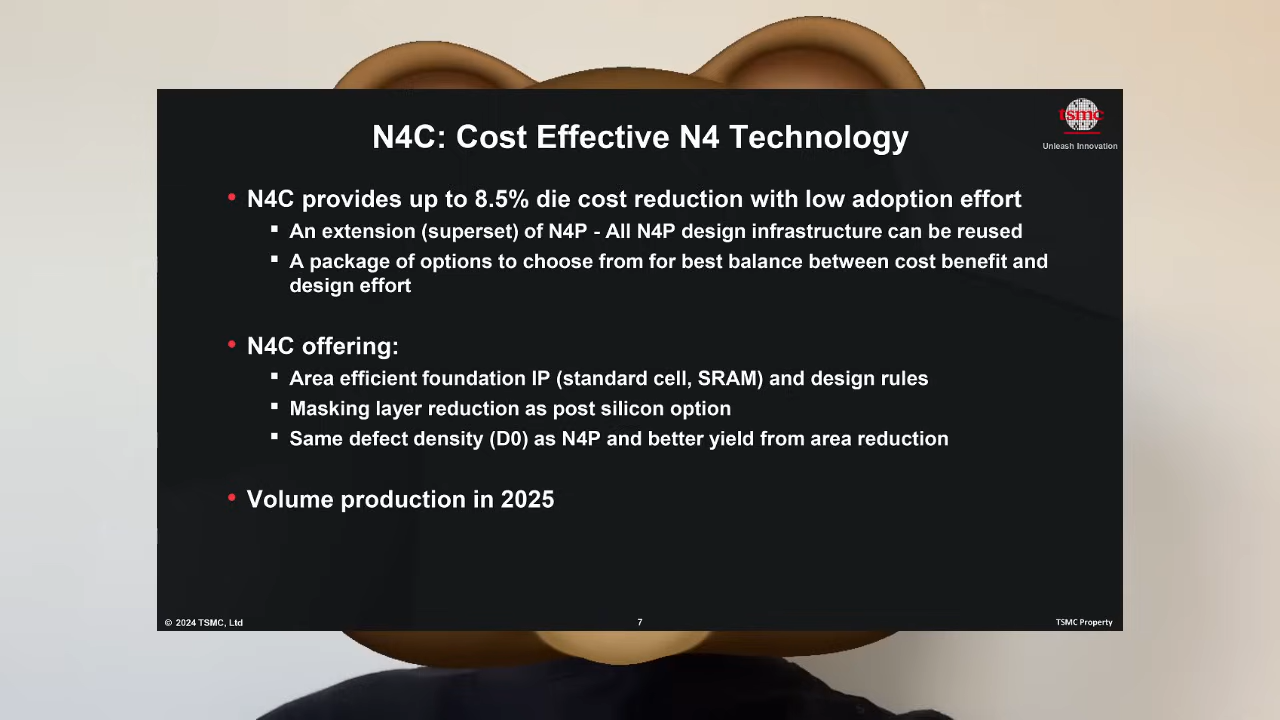 N4C: Cost Effective N4 Technology
tsmc
Unleash Innovation
• N4C provides up to 8.5% die cost reduction with low adoption effort
▪ An extension (superset) of N4P - All N4P design infrastructure can be reused
▪ A package of options to choose from for best balance between cost benefit and
design effort
• N4C offering:
▪ Area efficient foundation IP (standard cell, SRAM) and design rules
▪ Masking layer reduction as post silicon option
▪ Same defect density (D0) as N4P and better yield from area reduction
• Volume production in 2025
© 2024 TSMC, Ltd
7
TSMC Property